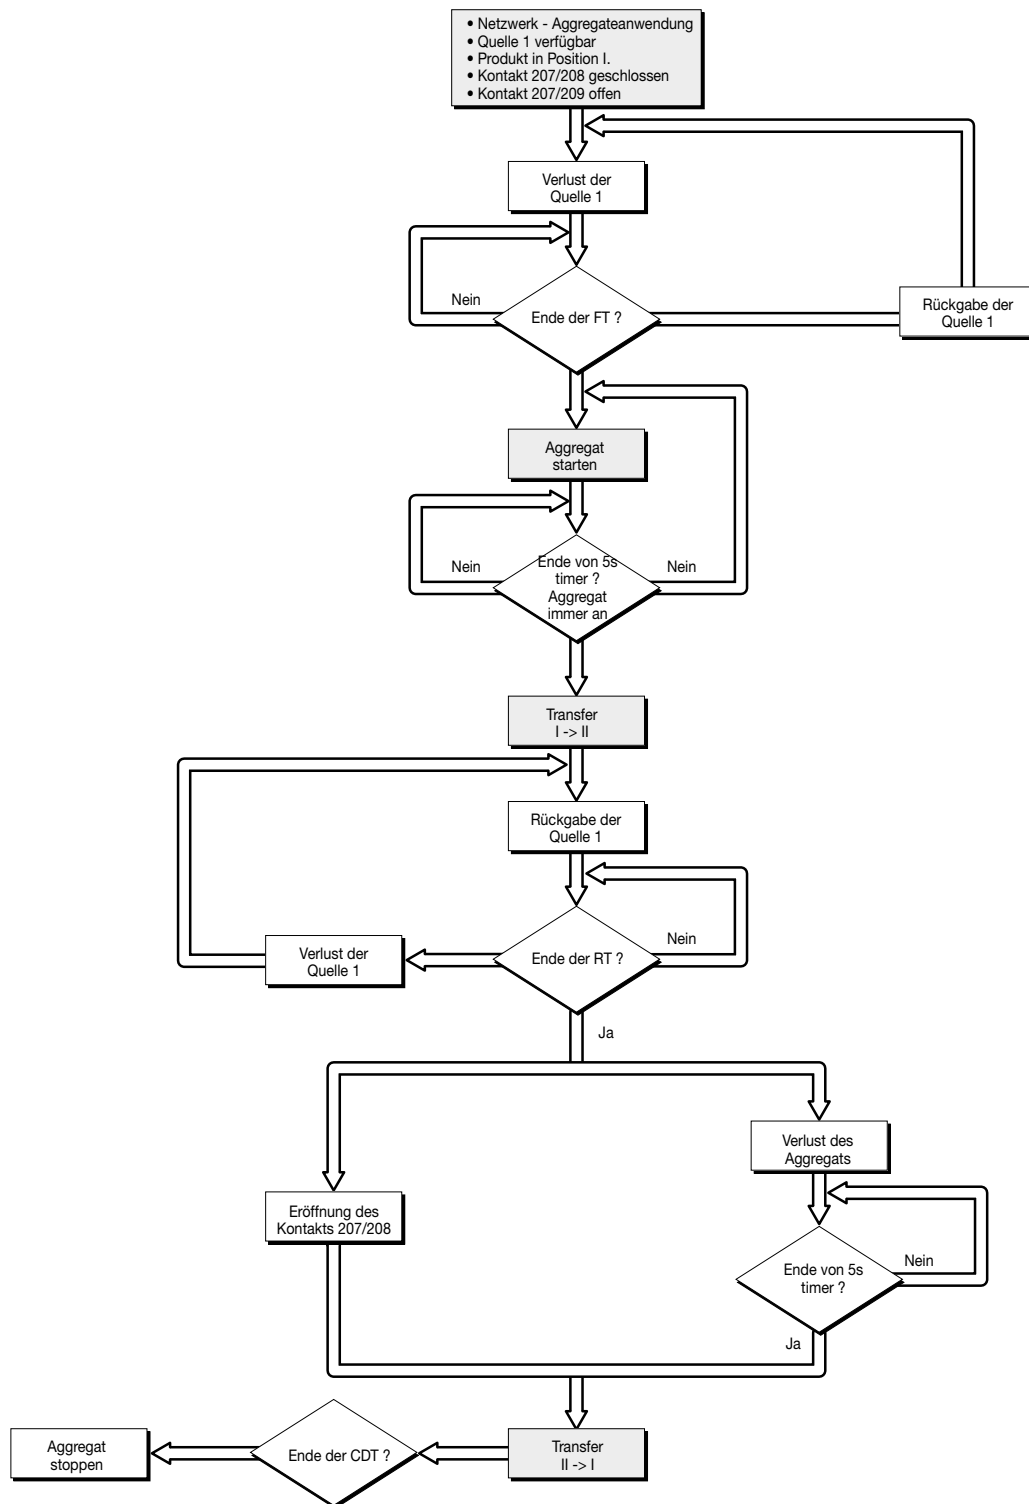 • Netzwerk - Aggregateanwendung
• Quelle 1 verfügbar
• Produkt in Position I.
• Kontakt 207/208 geschlossen
• Kontakt 207/209 offen
Verlust der
Quelle 1
Nein
Ende der FT ?
Rückgabe der
Quelle 1
Aggregat
starten
Nein
Ende von 5s
timer ?
Aggregat
immer an
Nein
Transfer
I -> II
Rückgabe der
Quelle 1
Verlust der
Quelle 1
Ende der RT ?
Nein
Ja
Verlust des
Aggregats
Eröffnung des
Kontakts 207/208
Ende von 5s
timer ?
Nein
Ja
Aggregat
stoppen
Ende der CDT ?
Transfer
II -> I